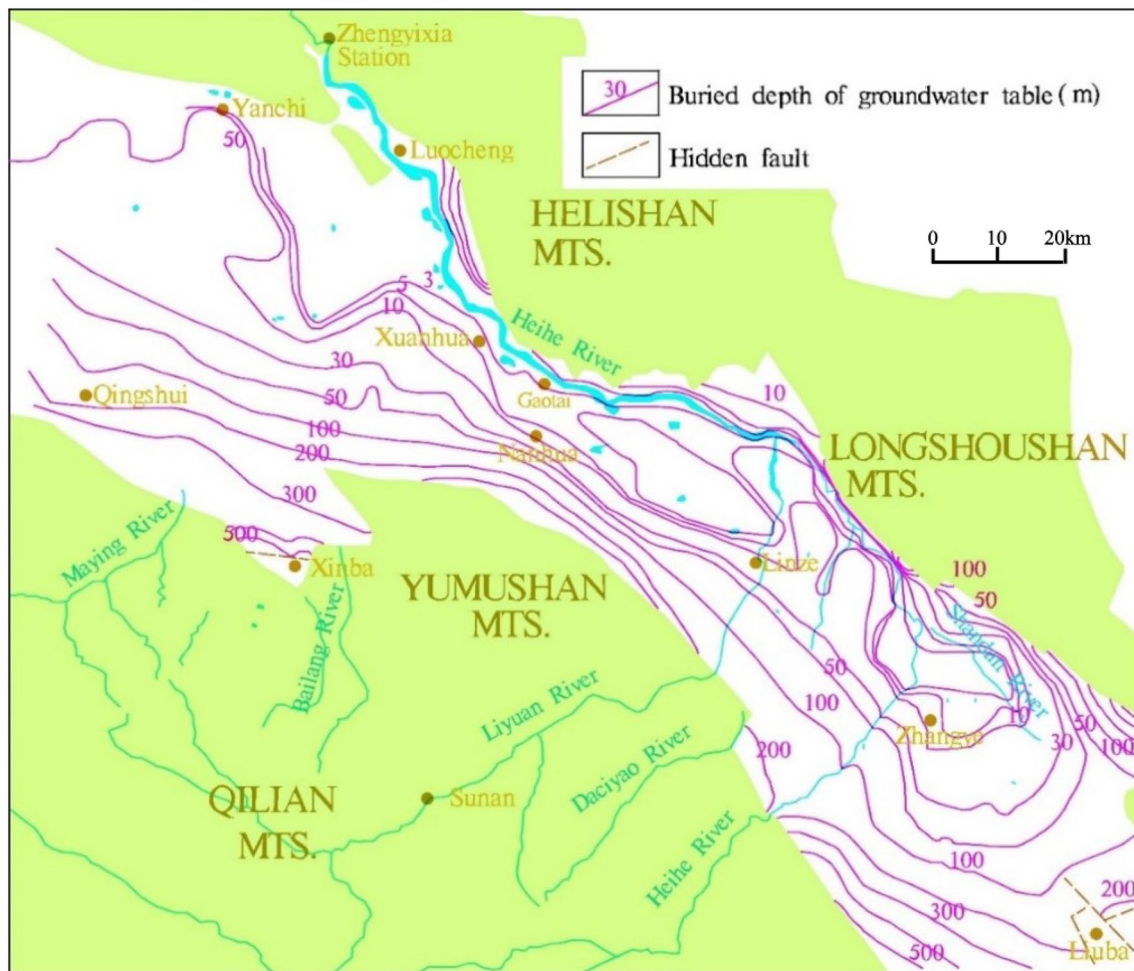 Zhengyixia
Station
30
Buried depth of groundwater table (m)
Yanchi
50
Hidden fault
Luocheng
HELISHAN
MTS.
0 10 20km
5 3
10
Xuanhua
Heihe River
30
Qingshui
50
Gaotai
10
100
Nanhua
LONGSHOUSHAN
MTS.
200
300
Maying River
500
Xinba
Linze
100
50
YUMUSHAN
MTS.
Bailang River
Shandan River
50
Liyuan River
100
10
50
Zhangye
30
100
200
Daciyao River
QILIAN
MTS.
Sunan
Heihe River
100
200
300
500
Liuba